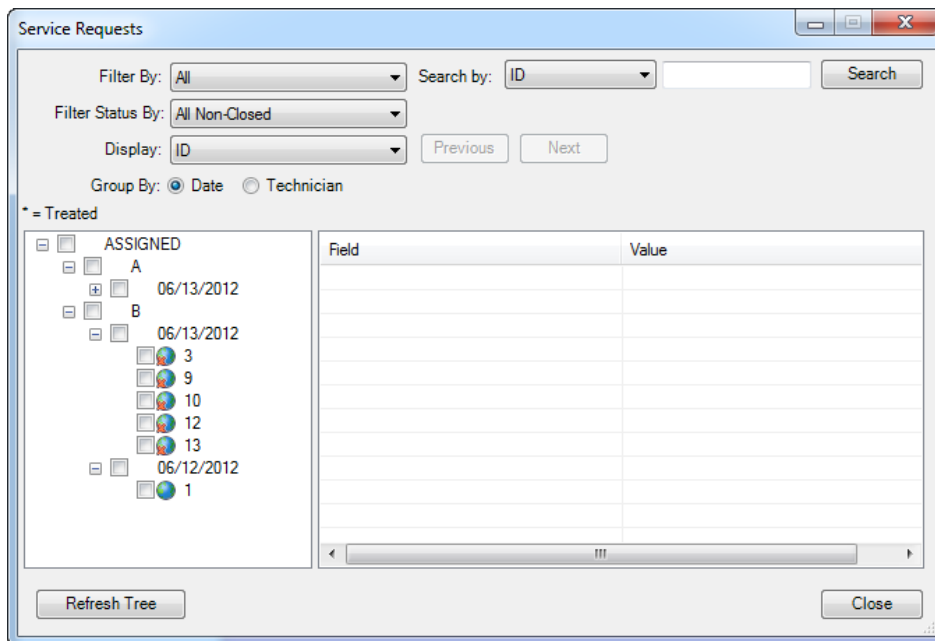 Service Requests
Filter By: All Search by: ID Search
Filter Status By: All Non-Closed
Display: ID Previous Next
Group By: Date Technician
* = Treated
ASSIGNED
A
06/13/2012
B
06/13/2012
3
9
10
12
13
06/12/2012
1
Field Value
Refresh Tree Close